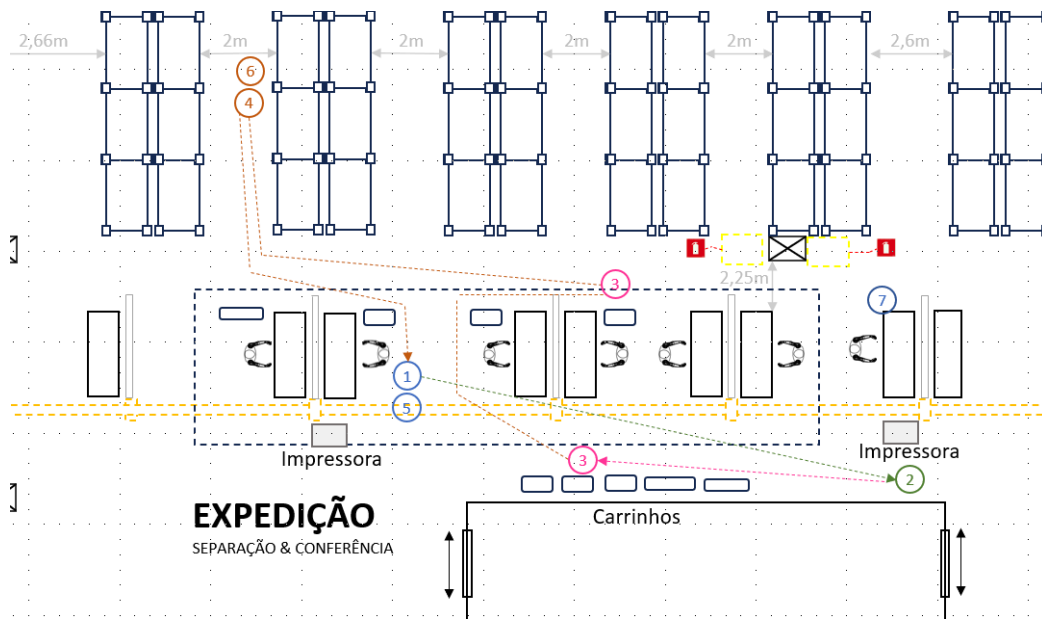 2,66m
2m
2m
2m
2m
2,6m
6
4
2,25m
3
7
1
5
Impressora
Impressora
3
2
EXPEDIÇÃO
SEPARAÇÃO & CONFERÊNCIA
Carrinhos